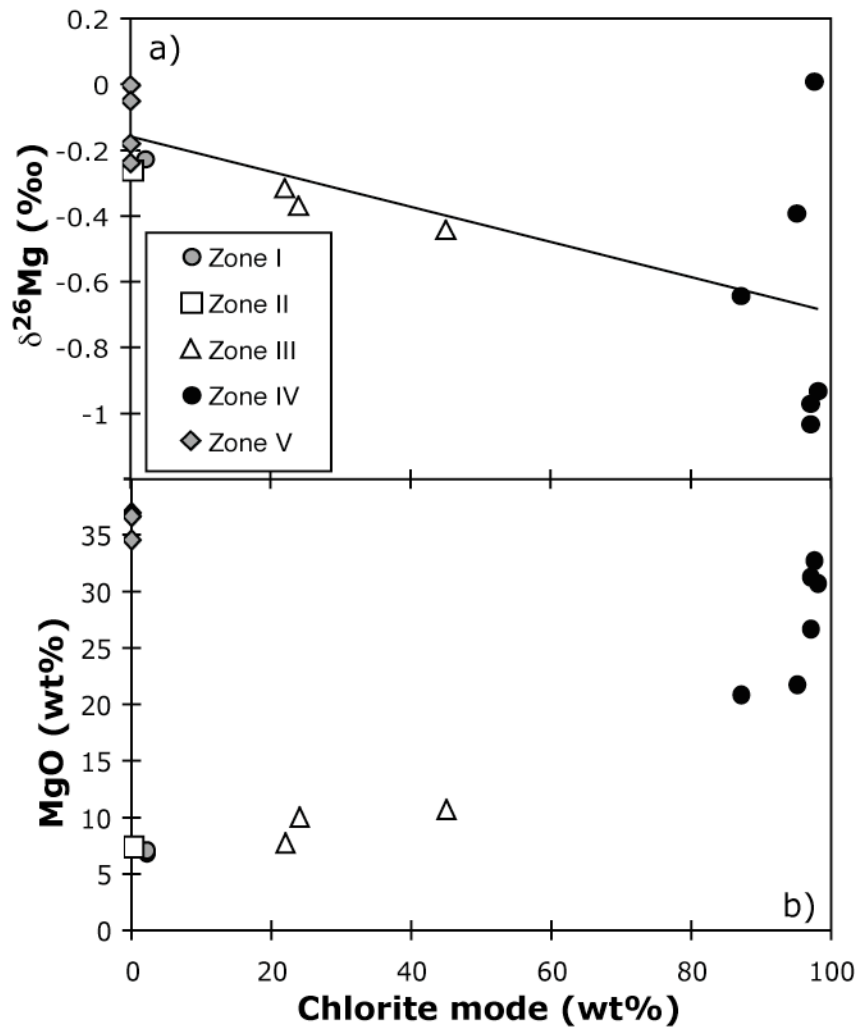 a)
0.2
0
-0.2
-0.4
-0.6
-0.8
-1
δ²⁶Mg (‰)
Zone I
Zone II
Zone III
Zone IV
Zone V
35
30
25
20
15
10
5
0
MgO (wt%)
b)
0 20 40 60 80 100
Chlorite mode (wt%)